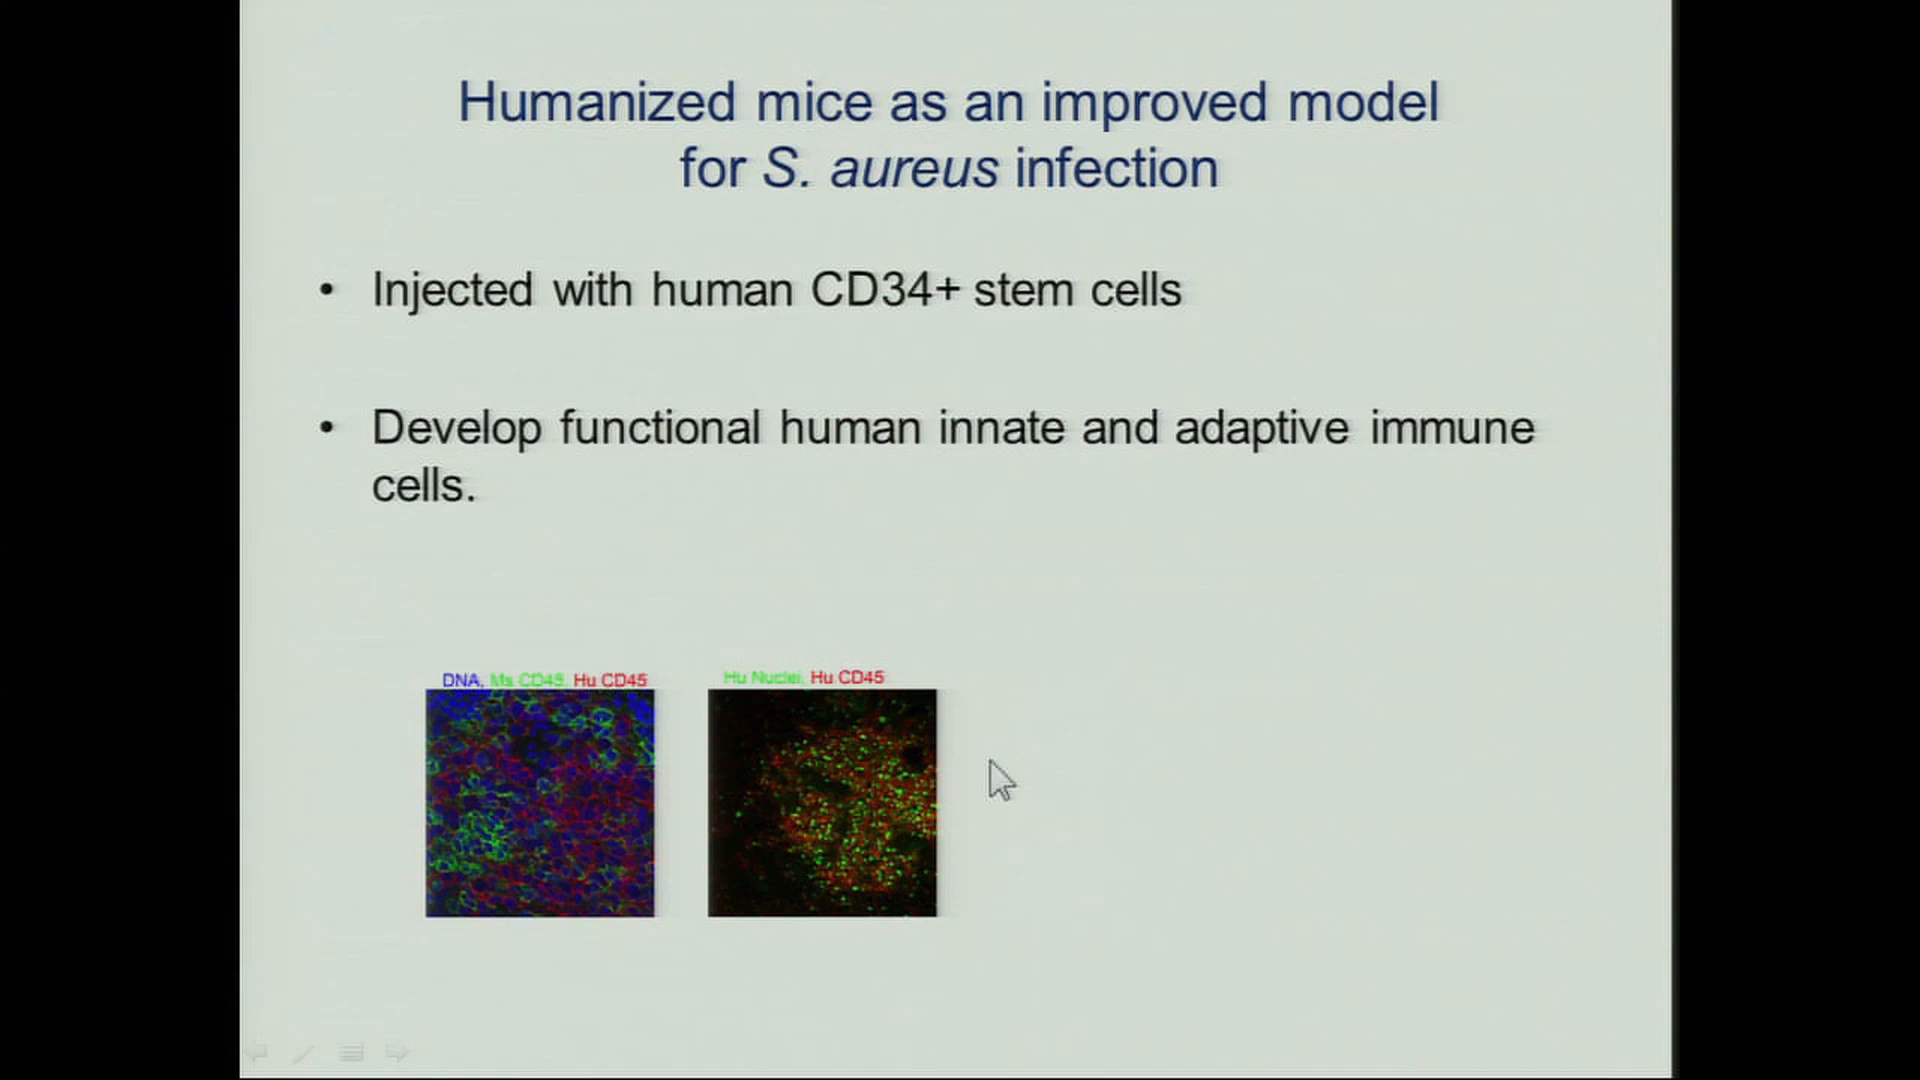 Humanized mice as an improved model
for S. aureus infection
• Injected with human CD34+ stem cells
• Develop functional human innate and adaptive immune
cells.
DNA, Ms CD45, Hu CD45
Hu Nuclei, Hu CD45